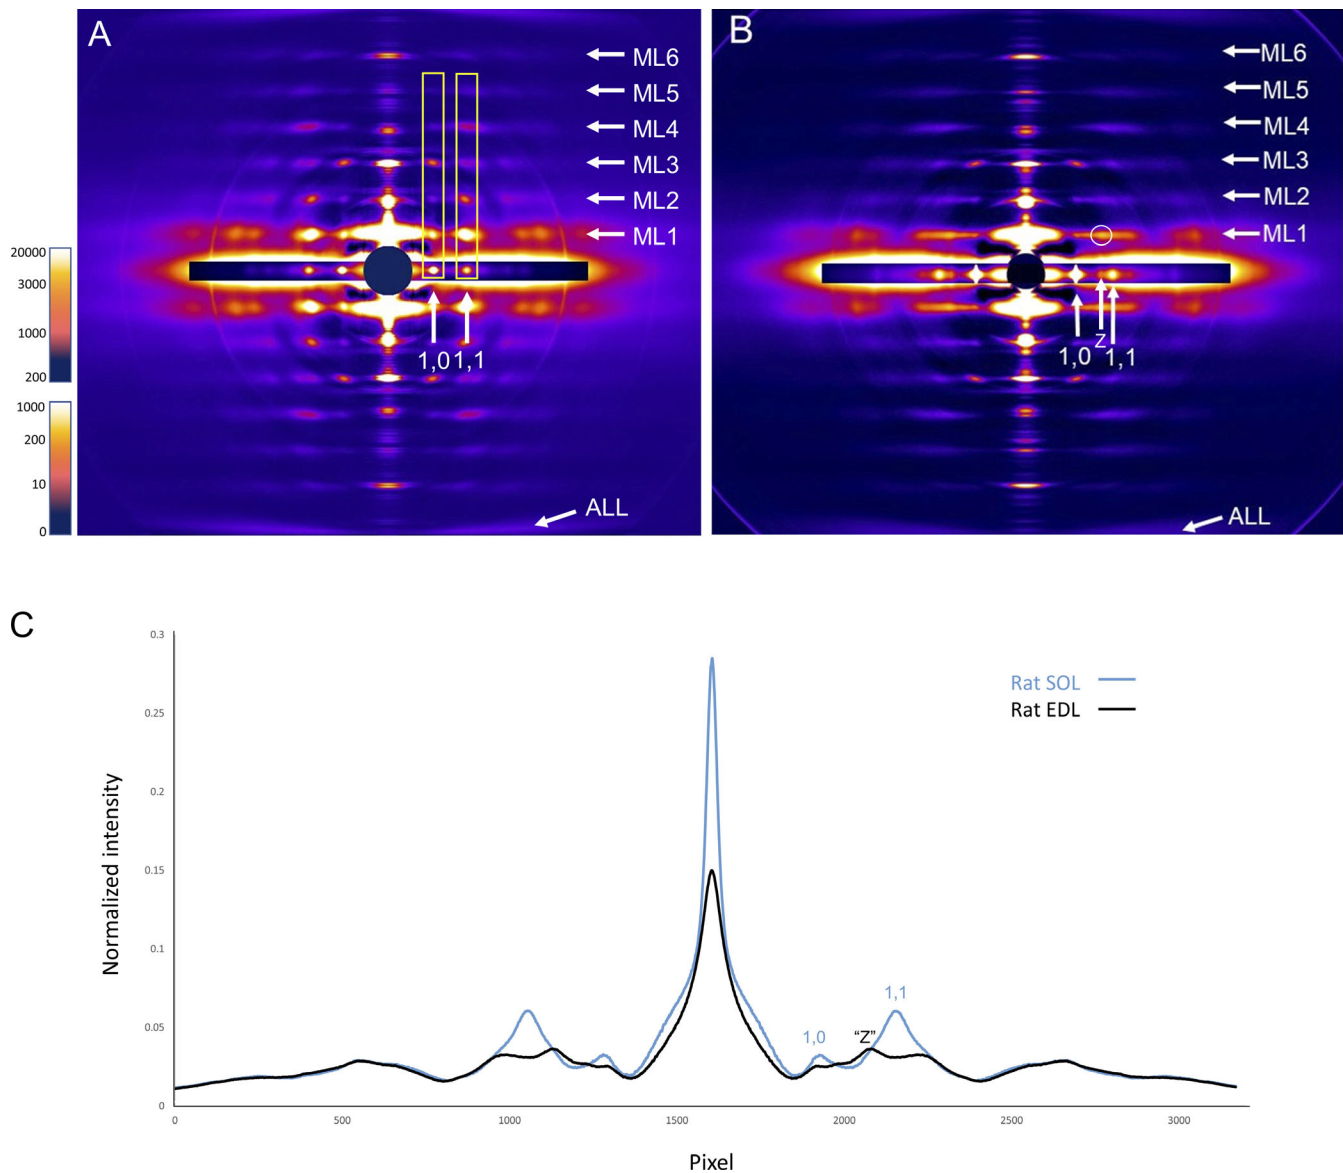 A
ML6
ML5
ML4
ML3
ML2
ML1
1,0 1,1
ALL
20000
3000
1000
200
1000
200
10
0
B
ML6
ML5
ML4
ML3
ML2
ML1
1,0 Z 1,1
ALL
C
Normalized intensity
0.3
0.25
0.2
0.15
0.1
0.05
0
Rat SOL
Rat EDL
1,0 "Z" 1,1
0 500 1000 1500 2000 2500 3000
Pixel